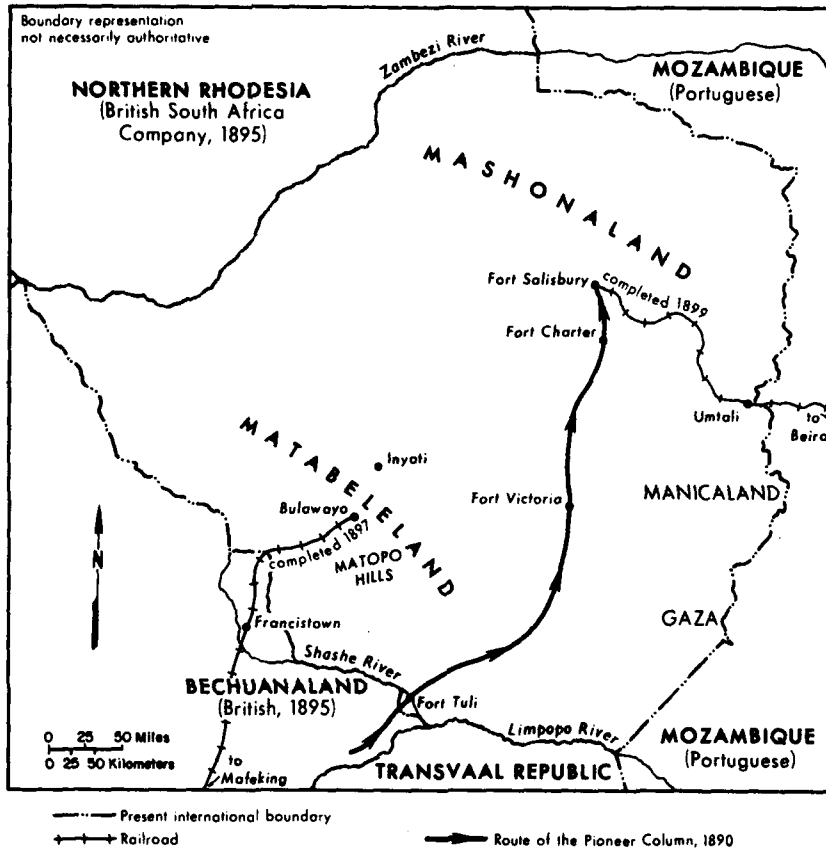 Boundary representation
not necessarily authoritative
Zambezi River
NORTHERN RHODESIA
(British South Africa
Company, 1895)
MOZAMBIQUE
(Portuguese)
MASHONALAND
Fort Salisbury
completed 1899
Fort Charter
Umtali
to
Beira
MATABELELAND
Inyati
Bulawayo
completed 1897
MATOPO
HILLS
Fort Victoria
MANICALAND
N
Francistown
GAZA
Shashe River
BECHUANALAND
(British, 1895)
Fort Tuli
Limpopo River
MOZAMBIQUE
(Portuguese)
0 25 50 Miles
0 25 50 Kilometers
to
Mafeking
TRANSVAAL REPUBLIC
Present international boundary
Railroad
Route of the Pioneer Column, 1890